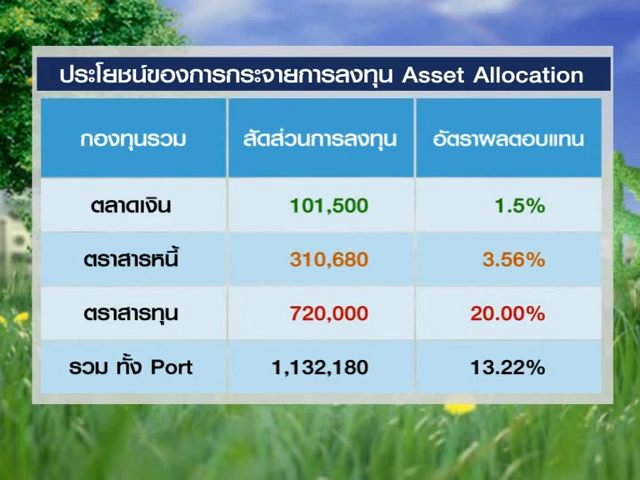 ประโยชน์ของการกระจายการลงทุน Asset Allocation
กองทุนรวม สัดส่วนการลงทุน อัตราผลตอบแทน
ตลาดเงิน 101,500 1.5%
ตราสารหนี้ 310,680 3.56%
ตราสารทุน 720,000 20.00%
รวม ทั้ง Port 1,132,180 13.22%